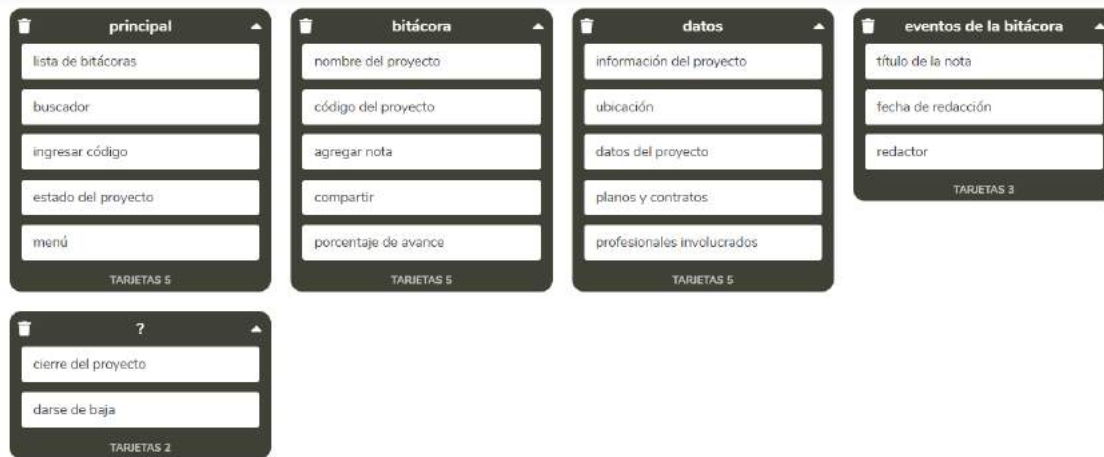 principal
lista de bitácoras
buscador
ingresar código
estado del proyecto
menú
TARJETAS 5
bitácora
nombre del proyecto
código del proyecto
agregar nota
compartir
porcentaje de avance
TARJETAS 5
datos
información del proyecto
ubicación
datos del proyecto
planos y contratos
profesionales involucrados
TARJETAS 5
eventos de la bitácora
título de la nota
fecha de redacción
redactor
TARJETAS 3
?
cierre del proyecto
darse de baja
TARJETAS 2